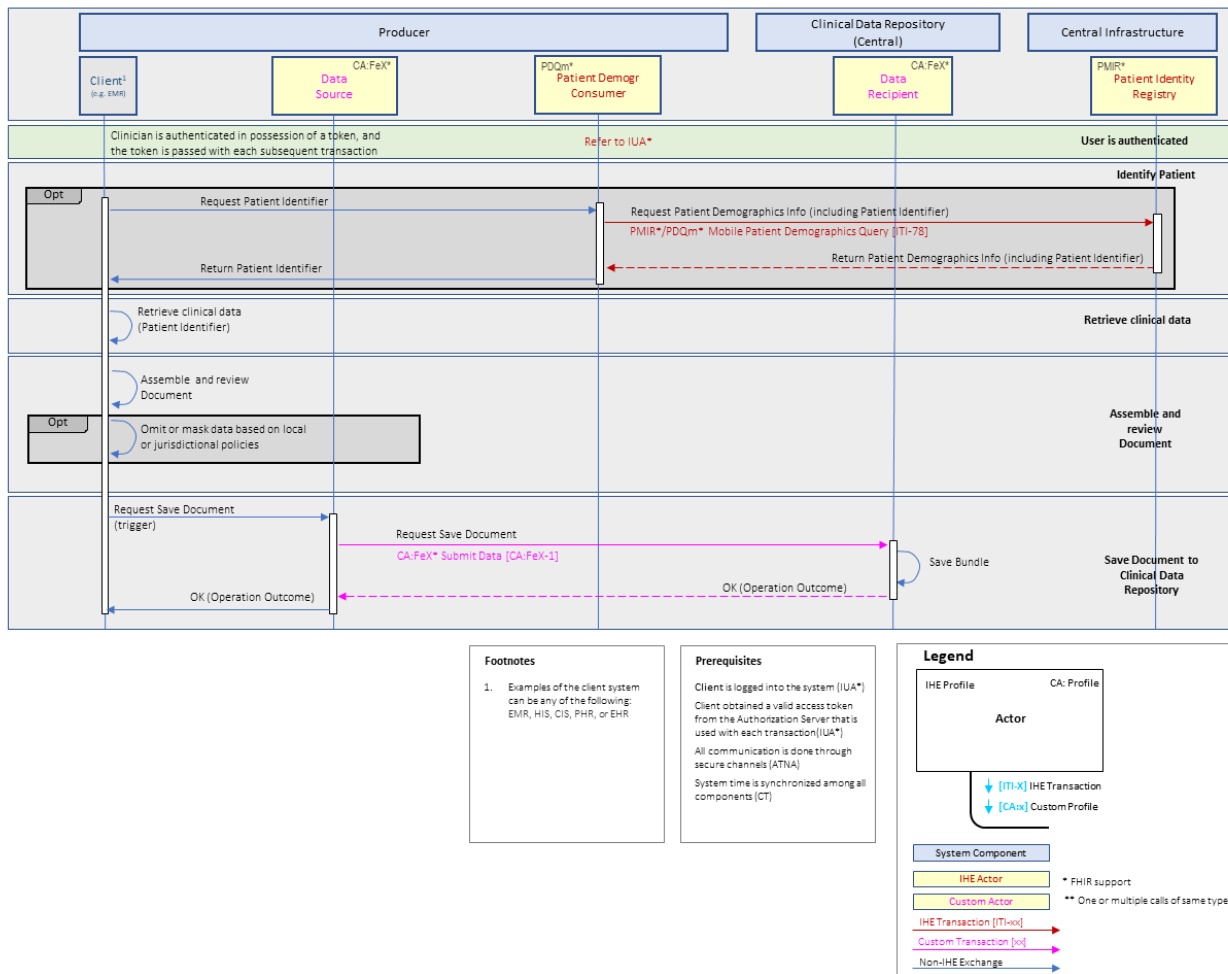 Producer
Clinical Data Repository
(Central)
Central Infrastructure
Client¹
(e.g. EMR)
CA:FeX*
Data
Source
PDQm*
Patient Demogr
Consumer
CA:FeX*
Data
Recipient
PMIR*
Patient Identity
Registry
Clinician is authenticated in possession of a token, and
the token is passed with each subsequent transaction
Refer to IUA*
User is authenticated
Identify Patient
Opt
Request Patient Identifier
Request Patient Demographics Info (including Patient Identifier)
PMIR*/PDQm* Mobile Patient Demographics Query [ITI-78]
Return Patient Demographics Info (including Patient Identifier)
Return Patient Identifier
Retrieve clinical data
(Patient Identifier)
Retrieve clinical data
Assemble and review
Document
Opt
Omit or mask data based on local
or jurisdictional policies
Assemble and
review
Document
Request Save Document
(trigger)
Request Save Document
CA:FeX* Submit Data [CA:FeX-1]
Save Bundle
OK (Operation Outcome)
OK (Operation Outcome)
Save Document to
Clinical Data
Repository
Footnotes
1. Examples of the client system
can be any of the following:
EMR, HIS, CIS, PHR, or EHR
Prerequisites
Client is logged into the system (IUA*)
Client obtained a valid access token
from the Authorization Server that is
used with each transaction(IUA*)
All communication is done through
secure channels (ATNA)
System time is synchronized among all
components (CT)
Legend
IHE Profile
CA: Profile
Actor
[ITI-X] IHE Transaction
[CA:x] Custom Profile
System Component
IHE Actor
* FHIR support
Custom Actor
** One or multiple calls of same type
IHE Transaction [ITI-xx]
Custom Transaction [xx]
Non-IHE Exchange